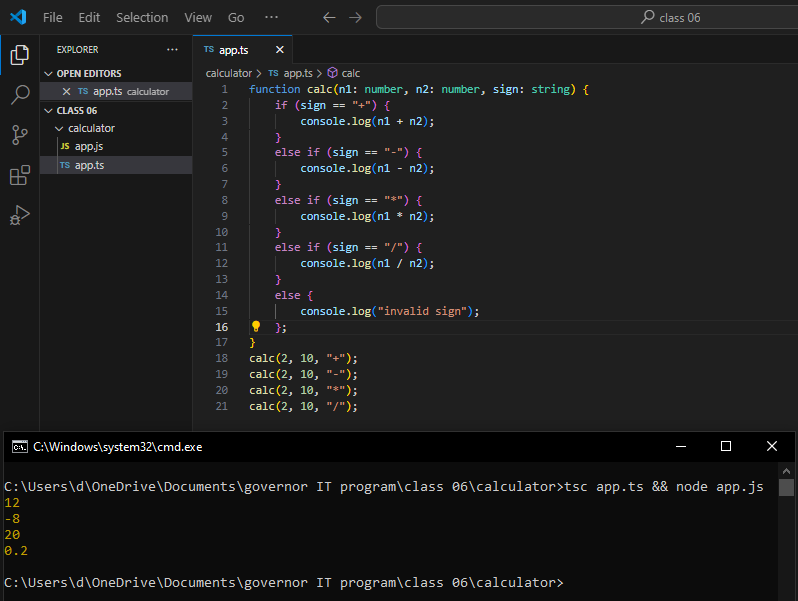 File Edit Selection View Go ··· class 06
EXPLORER ···
OPEN EDITORS
TS app.ts calculator
CLASS 06
calculator
JS app.js
TS app.ts
TS app.ts
calculator > TS app.ts > calc
1 function calc(n1: number, n2: number, sign: string) {
2 if (sign == "+") {
3 console.log(n1 + n2);
4 }
5 else if (sign == "-") {
6 console.log(n1 - n2);
7 }
8 else if (sign == "*") {
9 console.log(n1 * n2);
10 }
11 else if (sign == "/") {
12 console.log(n1 / n2);
13 }
14 else {
15 console.log("invalid sign");
16 };
17 }
18 calc(2, 10, "+");
19 calc(2, 10, "-");
20 calc(2, 10, "*");
21 calc(2, 10, "/");
C:\Windows\system32\cmd.exe
C:\Users\d\OneDrive\Documents\governor IT program\class 06\calculator>tsc app.ts && node app.js
12
-8
20
0.2
C:\Users\d\OneDrive\Documents\governor IT program\class 06\calculator>